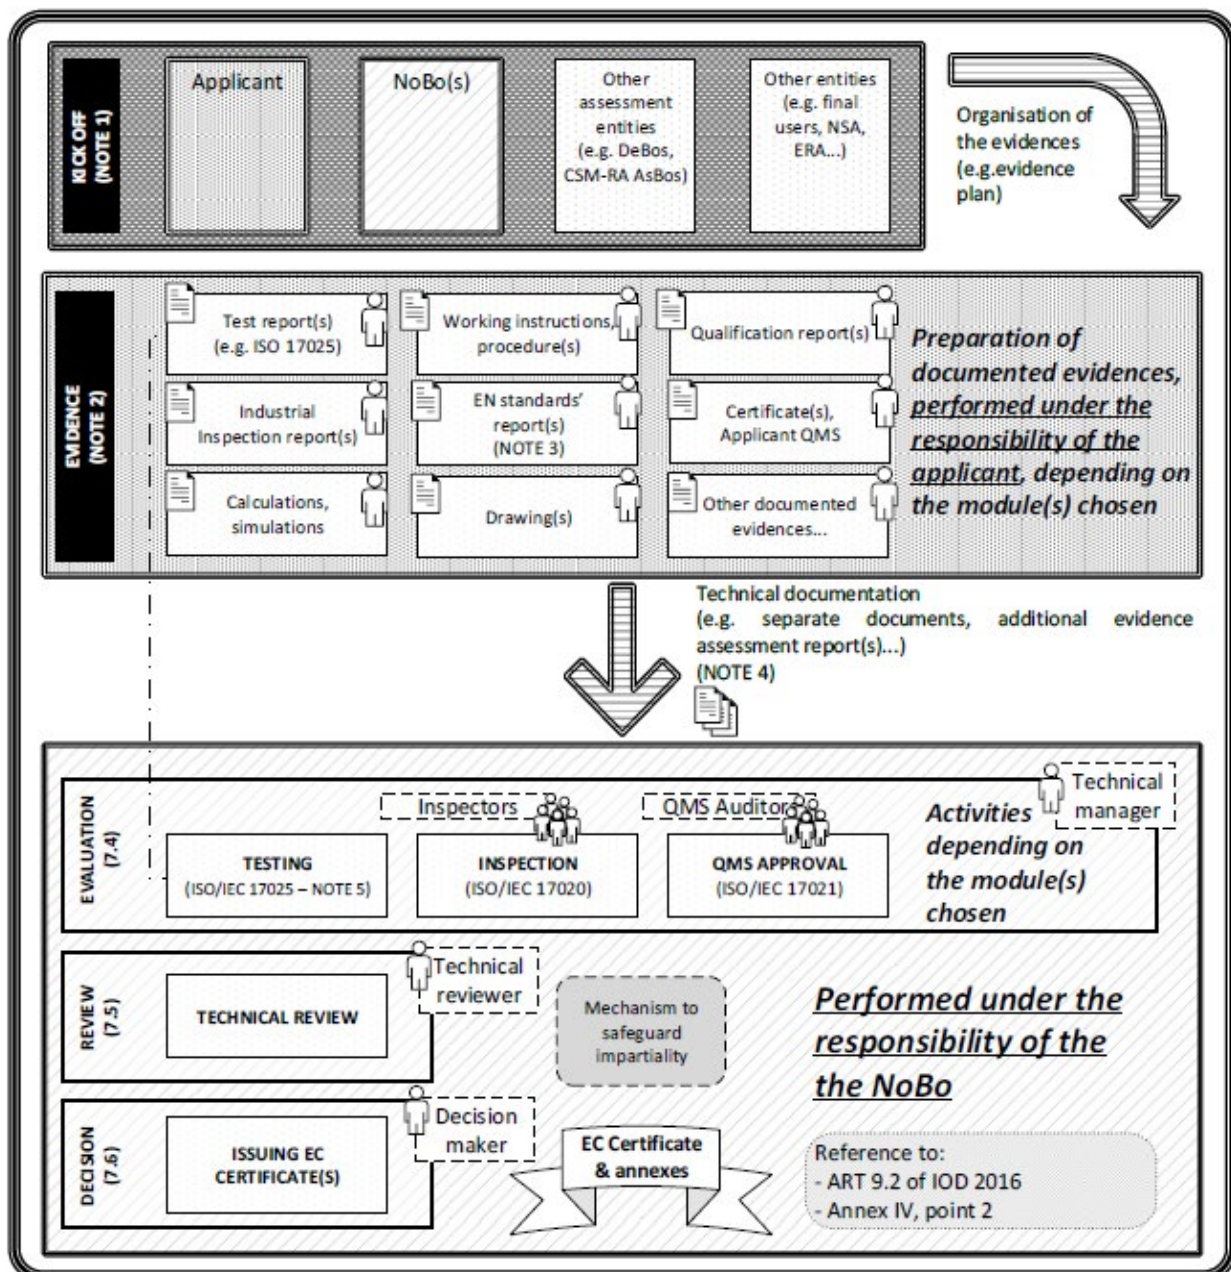 KICK OFF
(NOTE 1)
Applicant
NoBo(s)
Other
assessment
entities
(e.g. DeBos,
CSM-RA AsBos)
Other entities
(e.g. final
users, NSA,
ERA...)
Organisation of
the evidences
(e.g.evidence
plan)
EVIDENCE
(NOTE 2)
Test report(s)
(e.g. ISO 17025)
Working instructions,
procedure(s)
Qualification report(s)
Industrial
Inspection report(s)
EN standards’
report(s)
(NOTE 3)
Certificate(s),
Applicant QMS
Calculations,
simulations
Drawing(s)
Other documented
evidences...
Preparation of
documented evidences,
performed under the
responsibility of the
applicant, depending on
the module(s) chosen
Technical documentation
(e.g. separate documents, additional evidence
assessment report(s)...)
(NOTE 4)
EVALUATION
(7.4)
Inspectors
QMS Auditors
Technical
manager
TESTING
(ISO/IEC 17025 – NOTE 5)
INSPECTION
(ISO/IEC 17020)
QMS APPROVAL
(ISO/IEC 17021)
Activities
depending on
the module(s)
chosen
REVIEW
(7.5)
TECHNICAL REVIEW
Technical
reviewer
Mechanism to
safeguard
impartiality
Performed under the
responsibility of the
the NoBo
DECISION
(7.6)
ISSUING EC
CERTIFICATE(S)
Decision
maker
EC Certificate
& annexes
Reference to:
- ART 9.2 of IOD 2016
- Annex IV, point 2